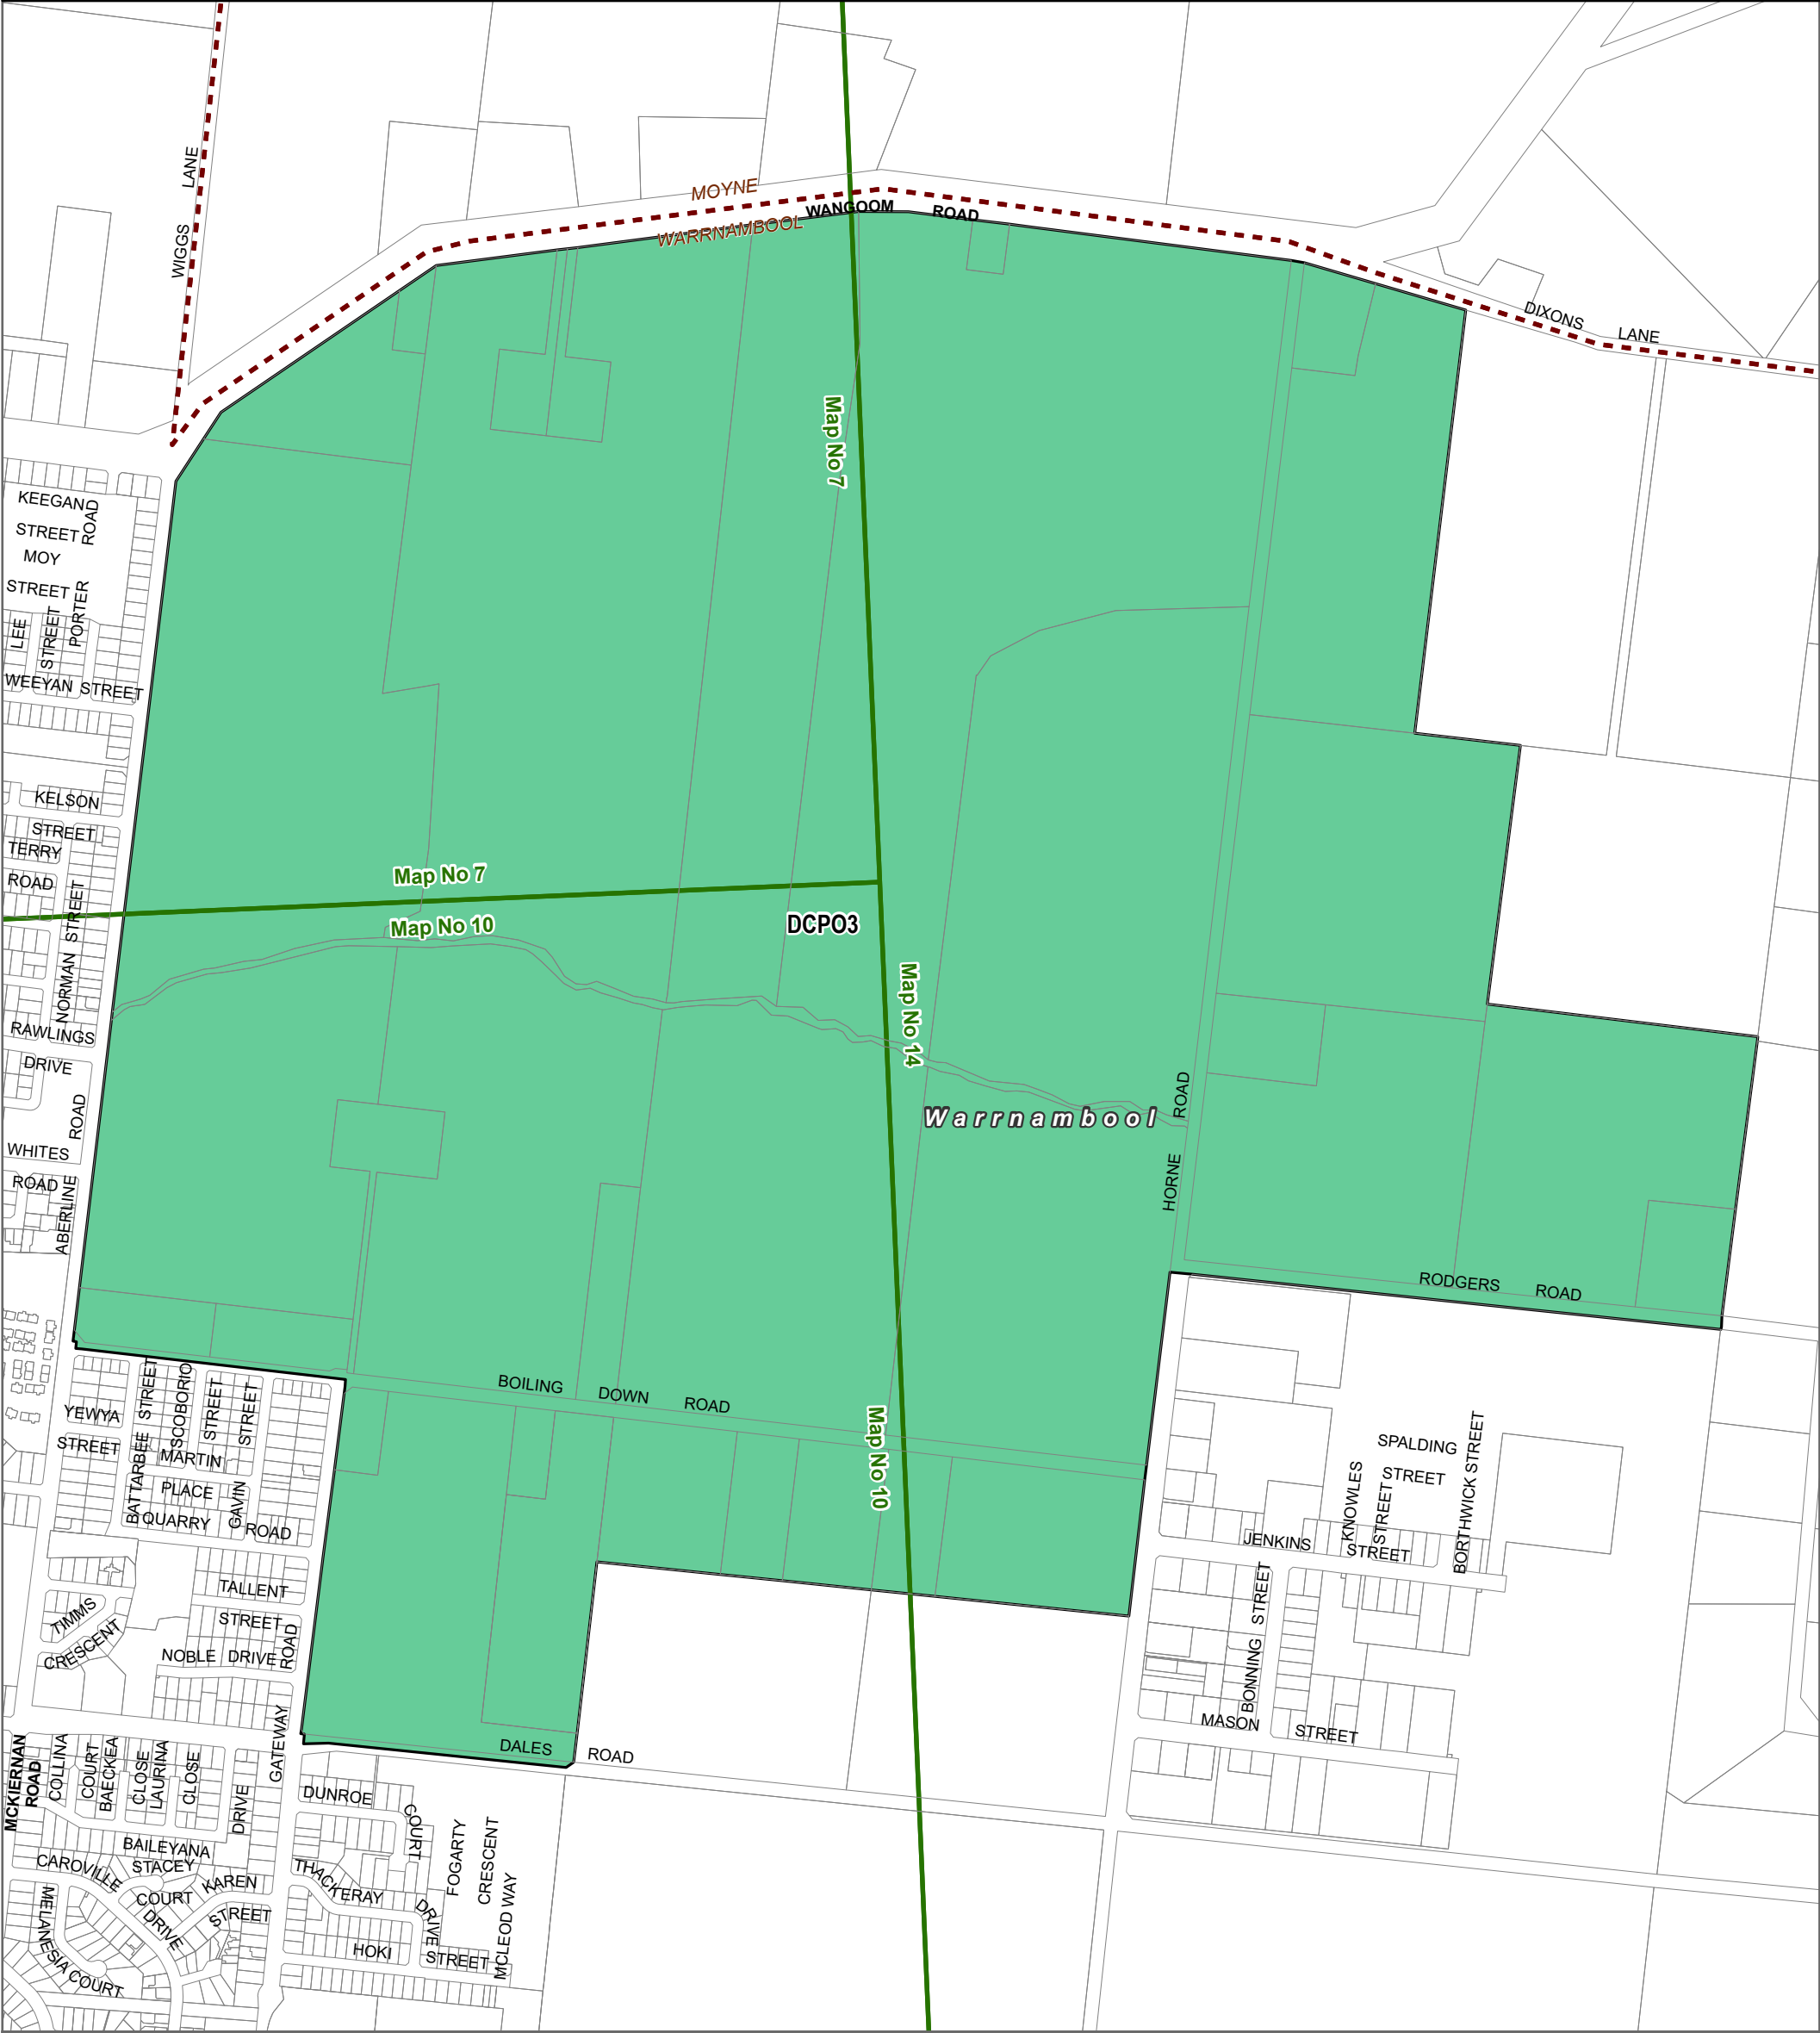 MOYNE
WARRNAMBOOL
WANGOOM ROAD
WIGGS LANE
DIXONS LANE
Map No 7
KEEGAN
STREET
ROAD
MOY
STREET
PORTER
LEE
STREET
WEEYAN STREET
KELSON
STREET
TERRY
ROAD
Map No 7
Map No 10
DCPO3
Map No 14
NORMAN STREET
RAWLINGS
DRIVE
ROAD
WHITES
ROAD
ABERLINE
Warrnambool
HORNE ROAD
RODGERS ROAD
BOILING DOWN ROAD
Map No 10
YEWYA
STREET
BATTARBEE STREET
SOOBORIO
STREET
STREET
MARTIN
PLACE
GAVIN
QUARRY ROAD
SPALDING
STREET
KNOWLES
STREET
BORTHWICK STREET
JENKINS STREET
TALLENT
STREET
TIMMS
CRESCENT
NOBLE DRIVE
ROAD
GATEWAY
BONNING STREET
MASON STREET
DALES ROAD
MCKIERNAN
ROAD
COLLINA
COURT
BAECKEA
CLOSE
LAURINA
CLOSE
DRIVE
DUNROE
COURT
FOGARTY
CRESCENT
MCLEOD WAY
BAILEYANA
STACEY
CAROVILLE
KAREN
COURT
STREET
DRIVE
THACKERAY
DRIVE
HOKI
STREET
MELANESIA COURT